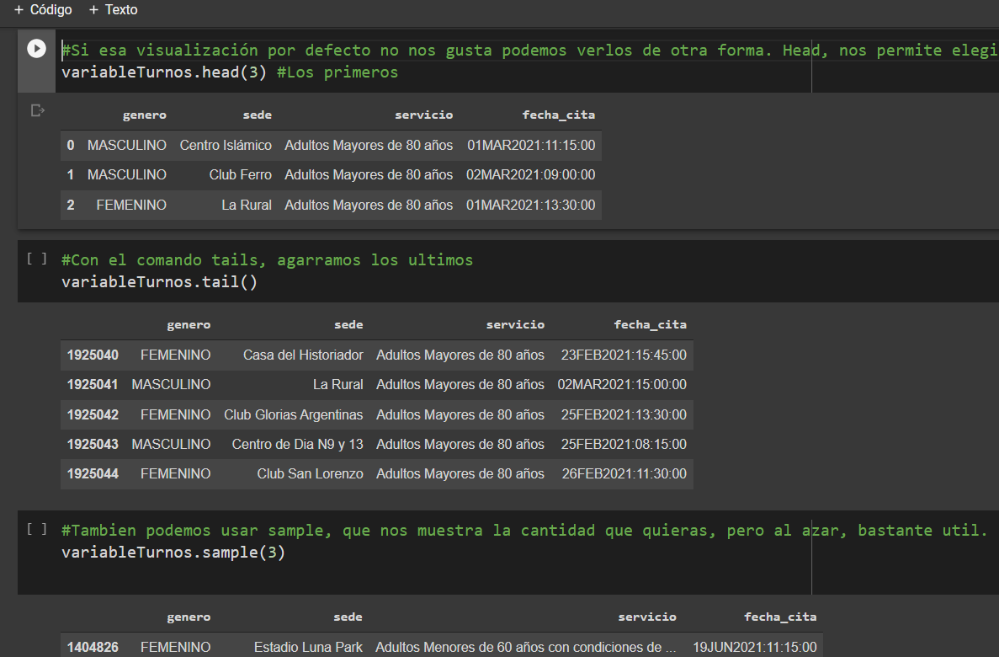 + Código + Texto
#Si esa visualización por defecto no nos gusta podemos verlos de otra forma. Head, nos permite elegi
variableTurnos.head(3) #Los primeros
genero sede servicio fecha_cita
0 MASCULINO Centro Islámico Adultos Mayores de 80 años 01MAR2021:11:15:00
1 MASCULINO Club Ferro Adultos Mayores de 80 años 02MAR2021:09:00:00
2 FEMENINO La Rural Adultos Mayores de 80 años 01MAR2021:13:30:00
[ ] #Con el comando tails, agarramos los ultimos
variableTurnos.tail()
genero sede servicio fecha_cita
1925040 FEMENINO Casa del Historiador Adultos Mayores de 80 años 23FEB2021:15:45:00
1925041 MASCULINO La Rural Adultos Mayores de 80 años 02MAR2021:15:00:00
1925042 FEMENINO Club Glorias Argentinas Adultos Mayores de 80 años 25FEB2021:13:30:00
1925043 MASCULINO Centro de Dia N9 y 13 Adultos Mayores de 80 años 25FEB2021:08:15:00
1925044 FEMENINO Club San Lorenzo Adultos Mayores de 80 años 26FEB2021:11:30:00
[ ] #Tambien podemos usar sample, que nos muestra la cantidad que quieras, pero al azar, bastante util.
variableTurnos.sample(3)
genero sede servicio fecha_cita
1404826 FEMENINO Estadio Luna Park Adultos Menores de 60 años con condiciones de ... 19JUN2021:11:15:00